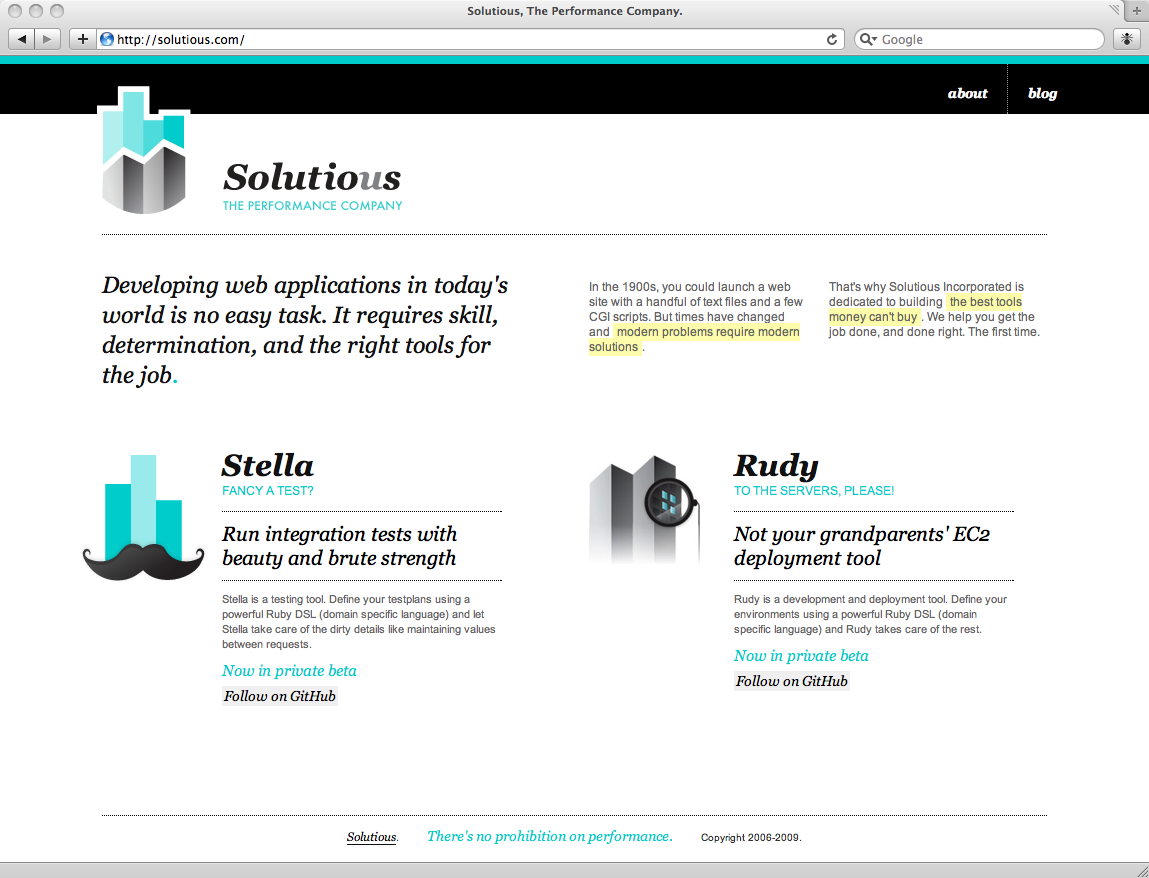 Solutious, The Performance Company.
http://solutious.com/
Google
about
blog
Solutious
THE PERFORMANCE COMPANY
Developing web applications in today's
world is no easy task. It requires skill,
determination, and the right tools for
the job.
In the 1900s, you could launch a web
site with a handful of text files and a few
CGI scripts. But times have changed
and modern problems require modern
solutions .
That's why Solutious Incorporated is
dedicated to building the best tools
money can't buy . We help you get the
job done, and done right. The first time.
Stella
FANCY A TEST?
Run integration tests with
beauty and brute strength
Stella is a testing tool. Define your testplans using a
powerful Ruby DSL (domain specific language) and let
Stella take care of the dirty details like maintaining values
between requests.
Now in private beta
Follow on GitHub
Rudy
TO THE SERVERS, PLEASE!
Not your grandparents' EC2
deployment tool
Rudy is a development and deployment tool. Define your
environments using a powerful Ruby DSL (domain
specific language) and Rudy takes care of the rest.
Now in private beta
Follow on GitHub
Solutious. There's no prohibition on performance. Copyright 2006-2009.